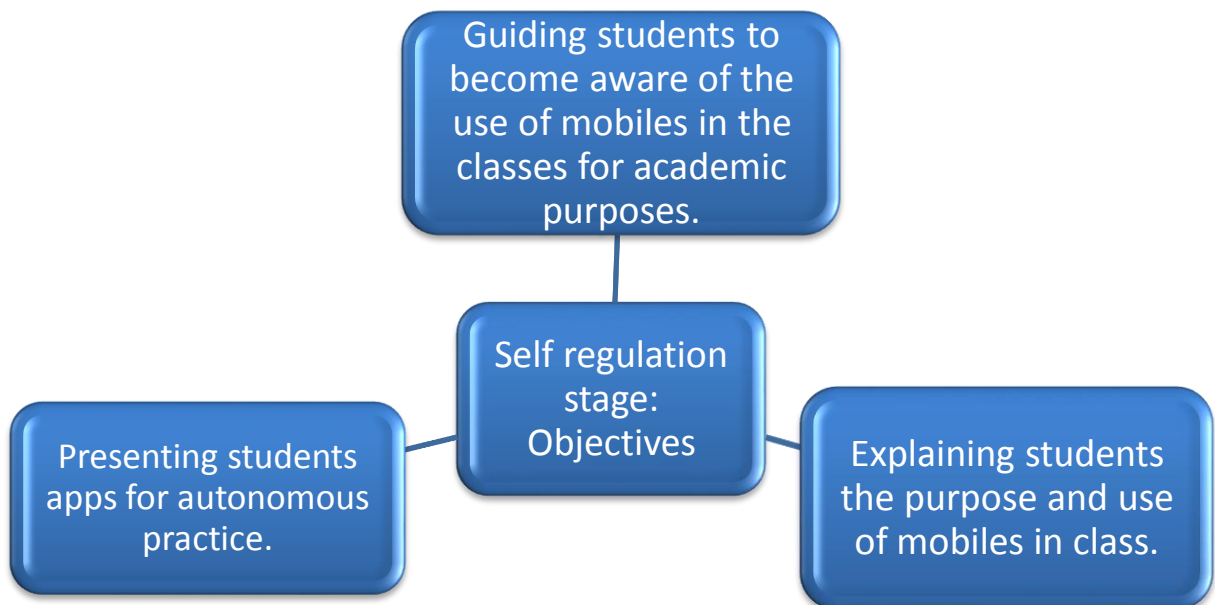 Guiding students to
become aware of the
use of mobiles in the
classes for academic
purposes.
Self regulation
stage:
Objectives
Presenting students
apps for autonomous
practice.
Explaining students
the purpose and use
of mobiles in class.